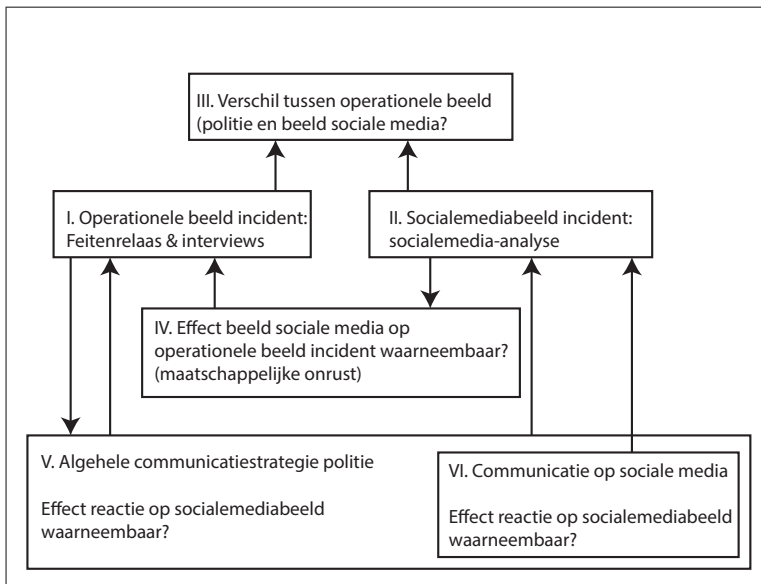 III. Verschil tussen operationele beeld
(politie en beeld sociale media?
I. Operationele beeld incident:
Feitenrelaas & interviews
II. Socialemediabeeld incident:
socialemedia-analyse
IV. Effect beeld sociale media op
operationele beeld incident waarneembaar?
(maatschappelijke onrust)
V. Algehele communicatiestrategie politie
Effect reactie op socialemediabeeld
waarneembaar?
VI. Communicatie op sociale media
Effect reactie op socialemediabeeld
waarneembaar?